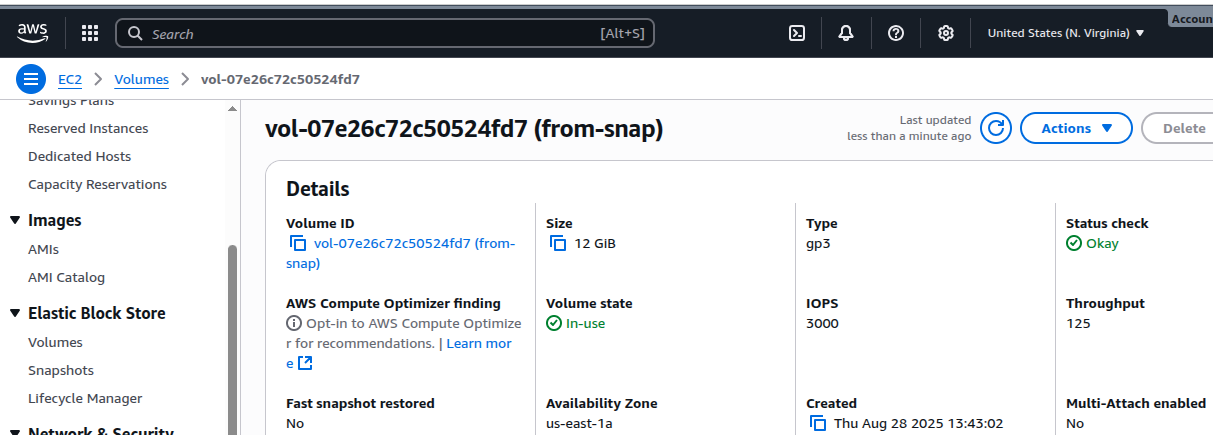 Accoun
aws Search [Alt+S] United States (N. Virginia)
EC2 > Volumes > vol-07e26c72c50524fd7
Savings Plans
Reserved Instances
Dedicated Hosts
Capacity Reservations
Images
AMIs
AMI Catalog
Elastic Block Store
Volumes
Snapshots
Lifecycle Manager
Network & Security
vol-07e26c72c50524fd7 (from-snap)
Last updated
less than a minute ago
Actions
Delete
Details
Volume ID
vol-07e26c72c50524fd7 (from-
snap)
Size
12 GiB
Type
gp3
Status check
Okay
AWS Compute Optimizer finding
Opt-in to AWS Compute Optimize
r for recommendations. | Learn mor
e
Volume state
In-use
IOPS
3000
Throughput
125
Fast snapshot restored
No
Availability Zone
us-east-1a
Created
Thu Aug 28 2025 13:43:02
Multi-Attach enabled
No